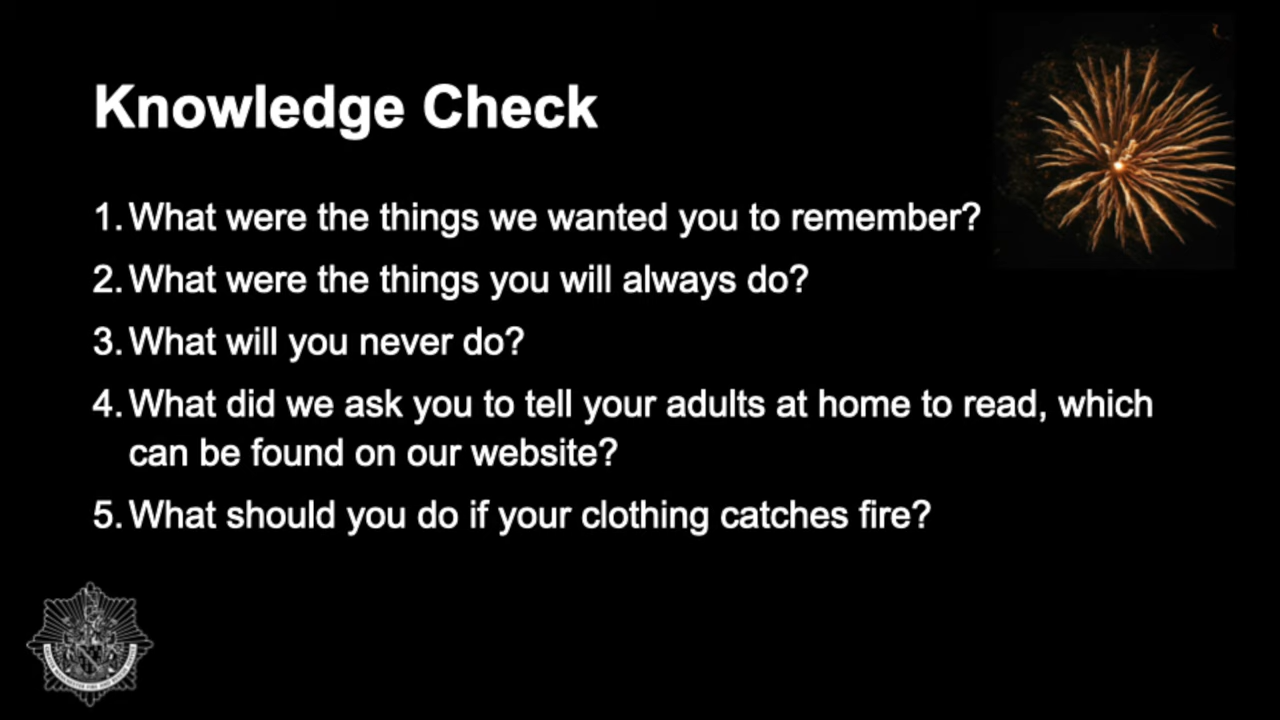 Knowledge Check
1. What were the things we wanted you to remember?
2. What were the things you will always do?
3. What will you never do?
4. What did we ask you to tell your adults at home to read, which
can be found on our website?
5. What should you do if your clothing catches fire?